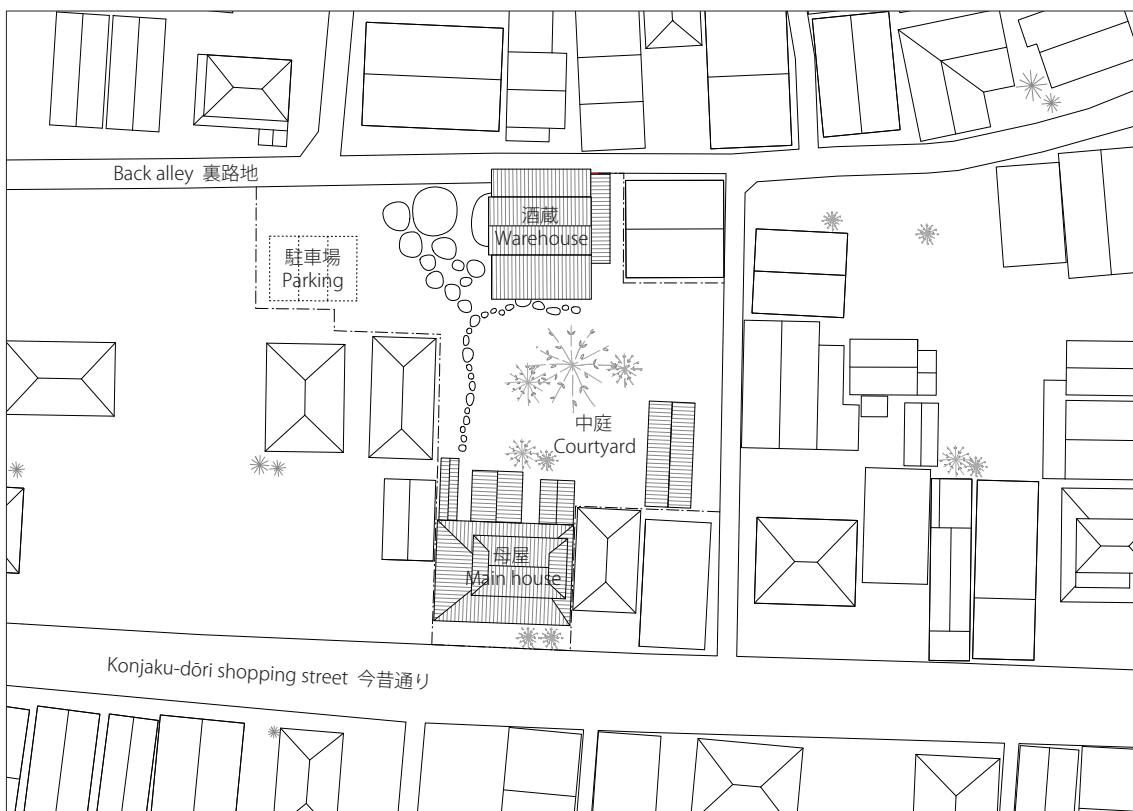 Back alley 裏路地
酒蔵
Warehouse
駐車場
Parking
中庭
Courtyard
母屋
Main house
Konjaku-dōri shopping street 今昔通り